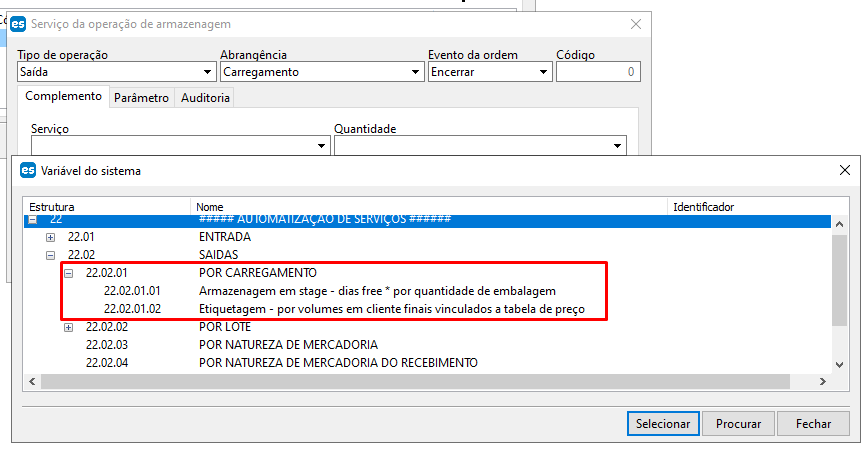 es Serviço da operação de armazenagem
Tipo de operação Abrangência Evento da ordem Código
Saída Carregamento Encerrar 0
Complemento Parâmetro Auditoria
Serviço Quantidade
es Variável do sistema
Estrutura Nome Identificador
22 ##### AUTOMATIZAÇÃO DE SERVIÇOS ######
22.01 ENTRADA
22.02 SAIDAS
22.02.01 POR CARREGAMENTO
22.02.01.01 Armazenagem em stage - dias free * por quantidade de embalagem
22.02.01.02 Etiquetagem - por volumes em cliente finais vinculados a tabela de preço
22.02.02 POR LOTE
22.02.03 POR NATUREZA DE MERCADORIA
22.02.04 POR NATUREZA DE MERCADORIA DO RECEBIMENTO
Selecionar Procurar Fechar